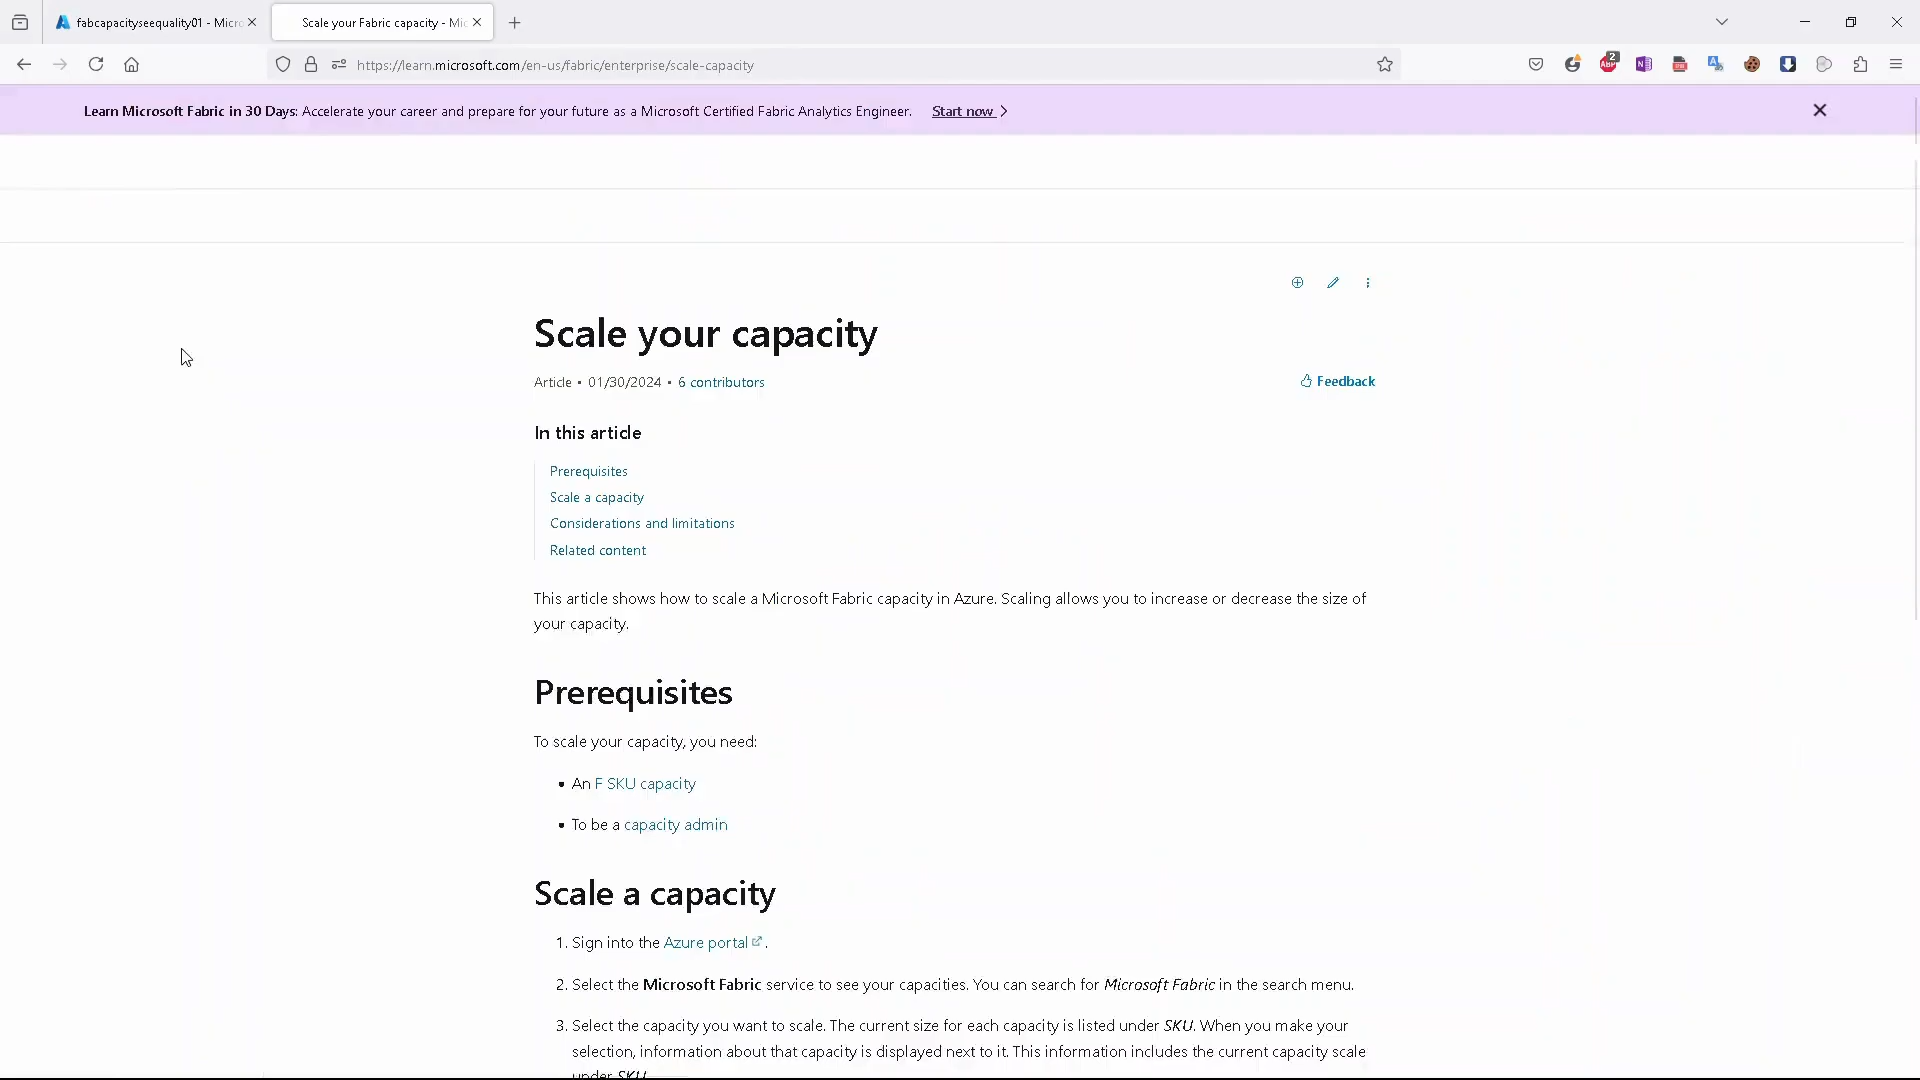 fabcapacityseequality01 - Micro
Scale your Fabric capacity - Mic
https://learn.microsoft.com/en-us/fabric/enterprise/scale-capacity
2
Learn Microsoft Fabric in 30 Days: Accelerate your career and prepare for your future as a Microsoft Certified Fabric Analytics Engineer. Start now
Scale your capacity
Article • 01/30/2024 • 6 contributors
Feedback
In this article
Prerequisites
Scale a capacity
Considerations and limitations
Related content
This article shows how to scale a Microsoft Fabric capacity in Azure. Scaling allows you to increase or decrease the size of
your capacity.
Prerequisites
To scale your capacity, you need:
• An F SKU capacity
• To be a capacity admin
Scale a capacity
1. Sign into the Azure portal .
2. Select the Microsoft Fabric service to see your capacities. You can search for Microsoft Fabric in the search menu.
3. Select the capacity you want to scale. The current size for each capacity is listed under SKU. When you make your
selection, information about that capacity is displayed next to it. This information includes the current capacity scale
under SKU